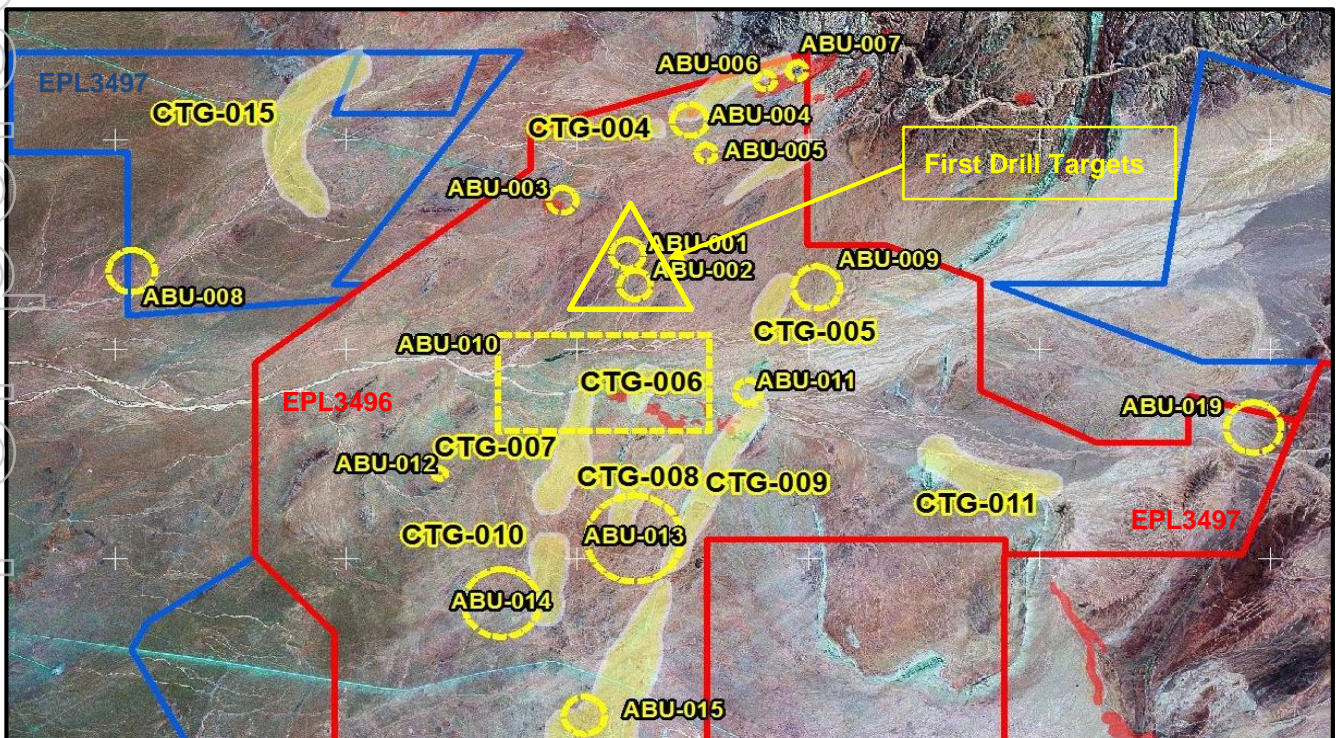 ABU-007
ABU-006
EPL3497
CTG-015
ABU-004
CTG-004
ABU-005
First Drill Targets
ABU-003
ABU-001
ABU-009
ABU-002
ABU-008
CTG-005
ABU-010
CTG-006
ABU-011
EPL3496
ABU-019
CTG-007
ABU-012
CTG-008
CTG-009
CTG-011
EPL3497
CTG-010
ABU-013
ABU-014
ABU-015